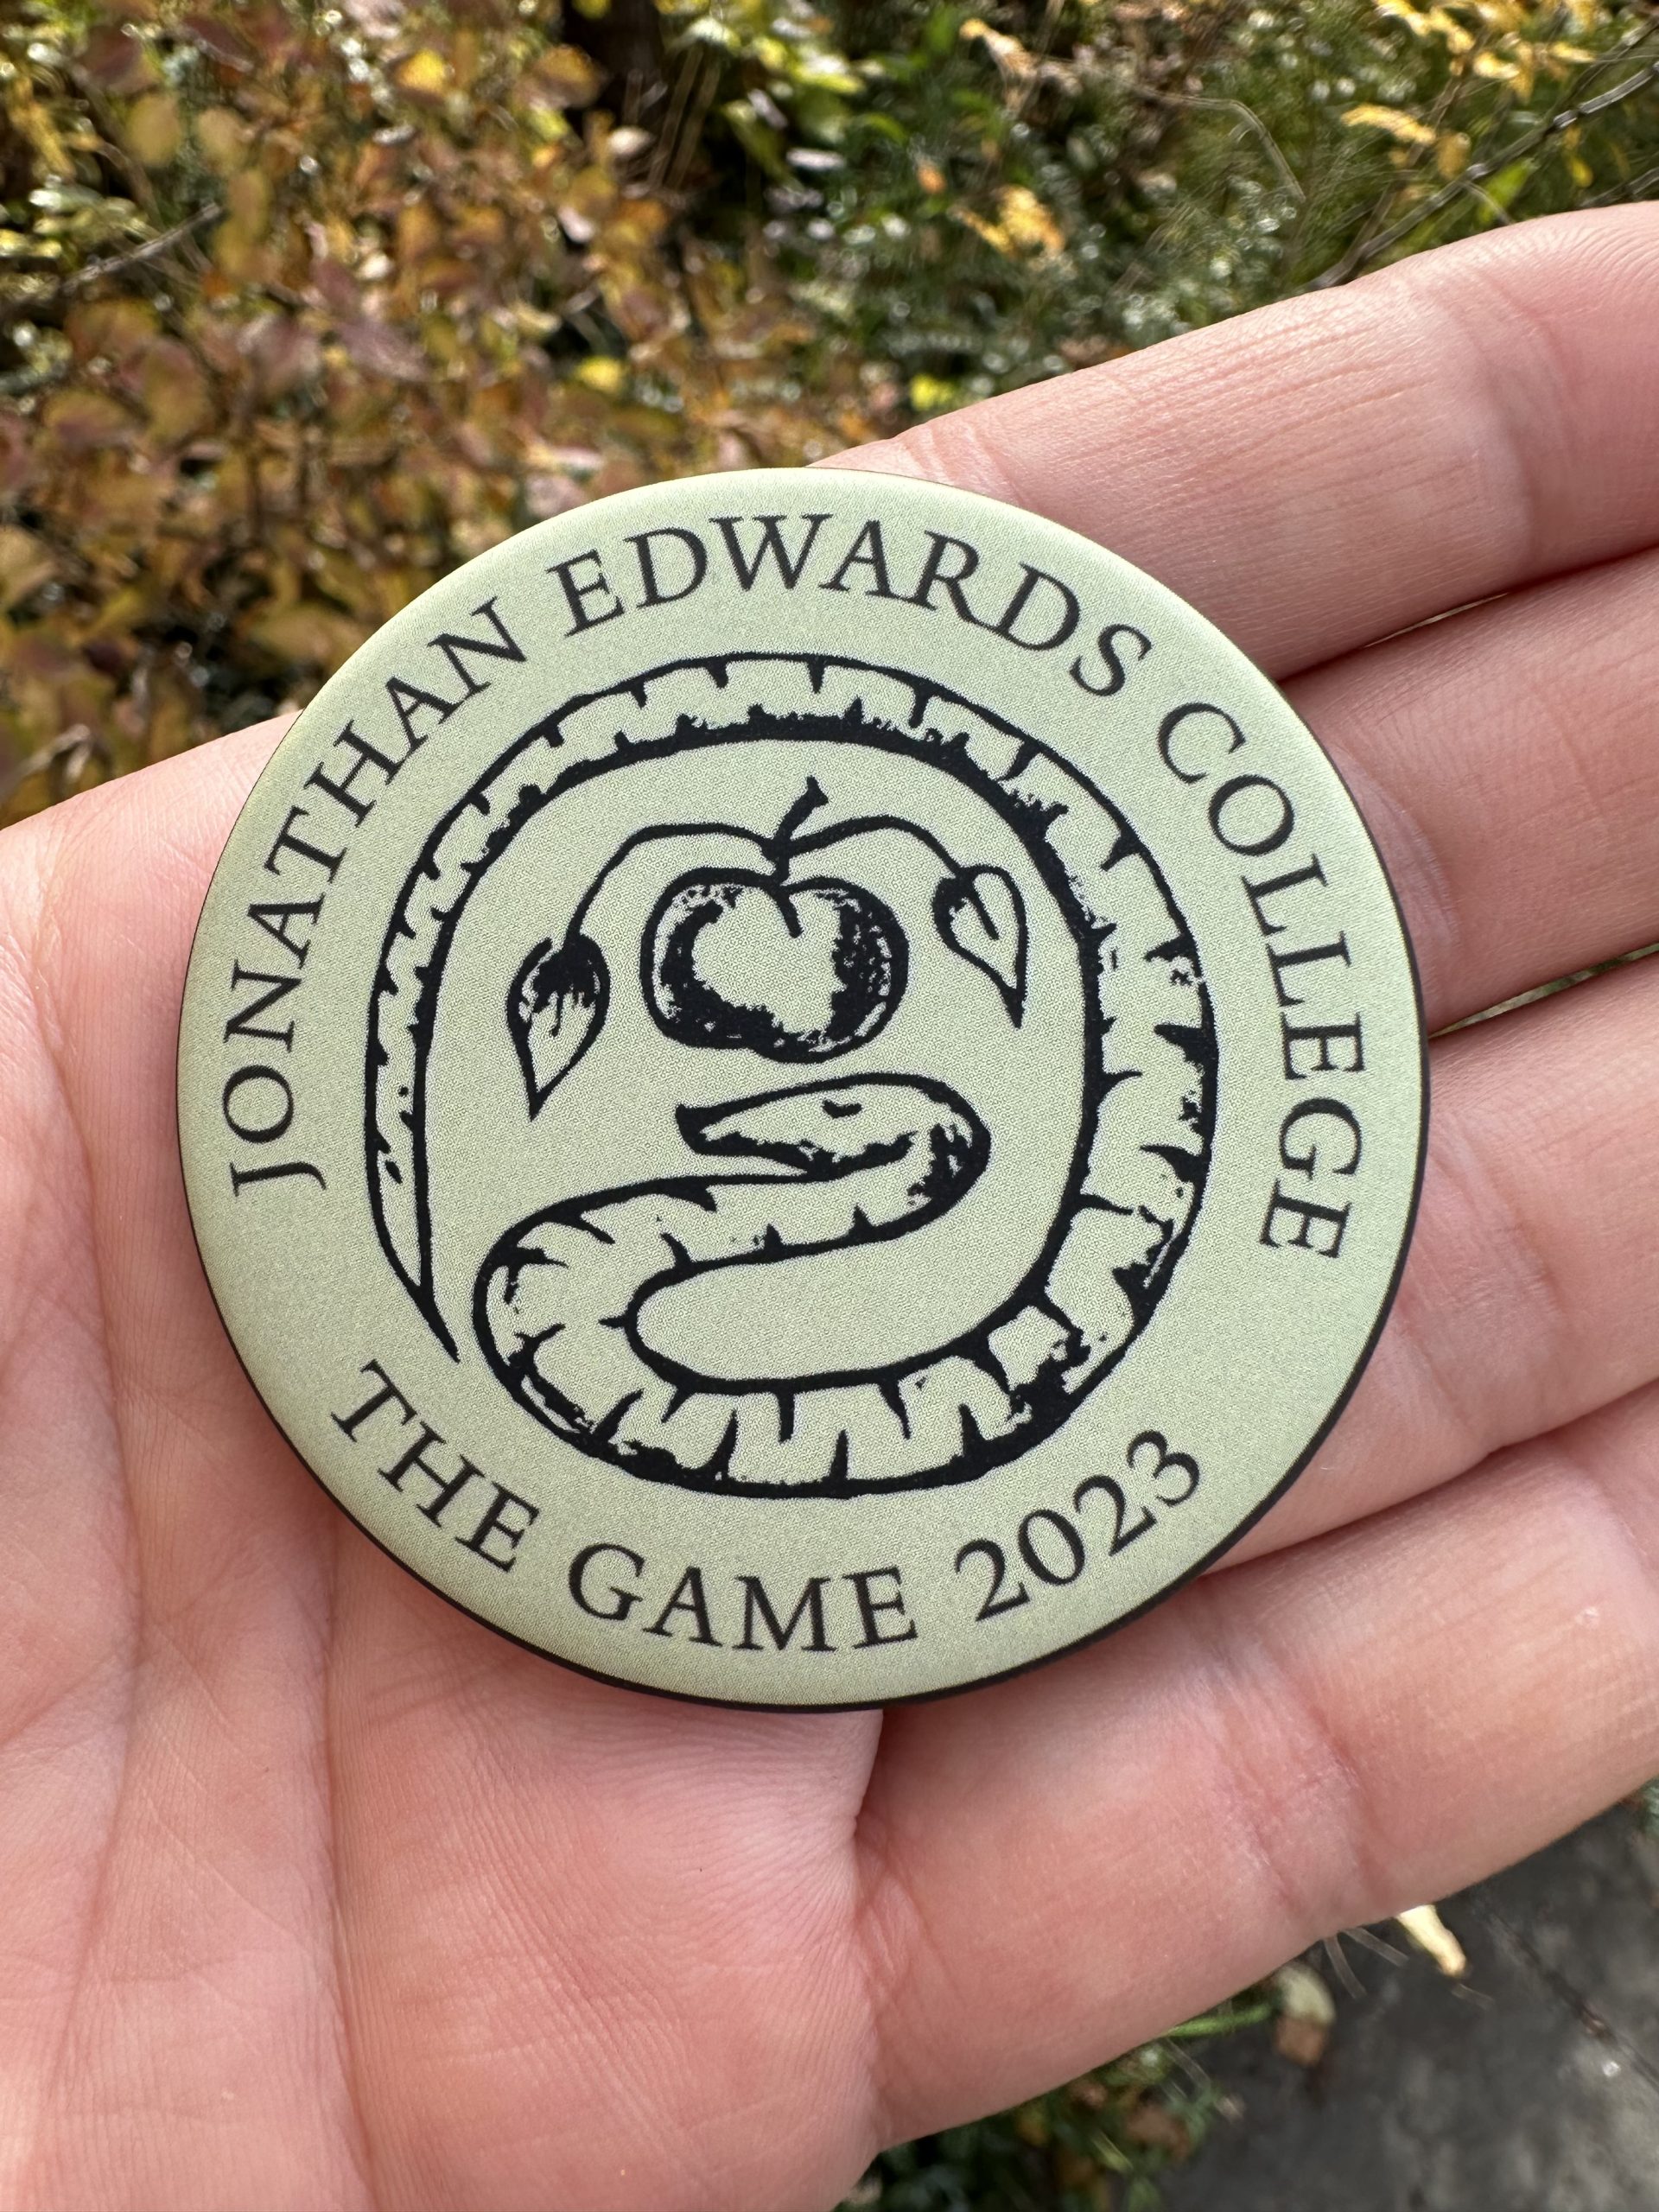 JONATHAN EDWARDS COLLEGE
THE GAME 2023